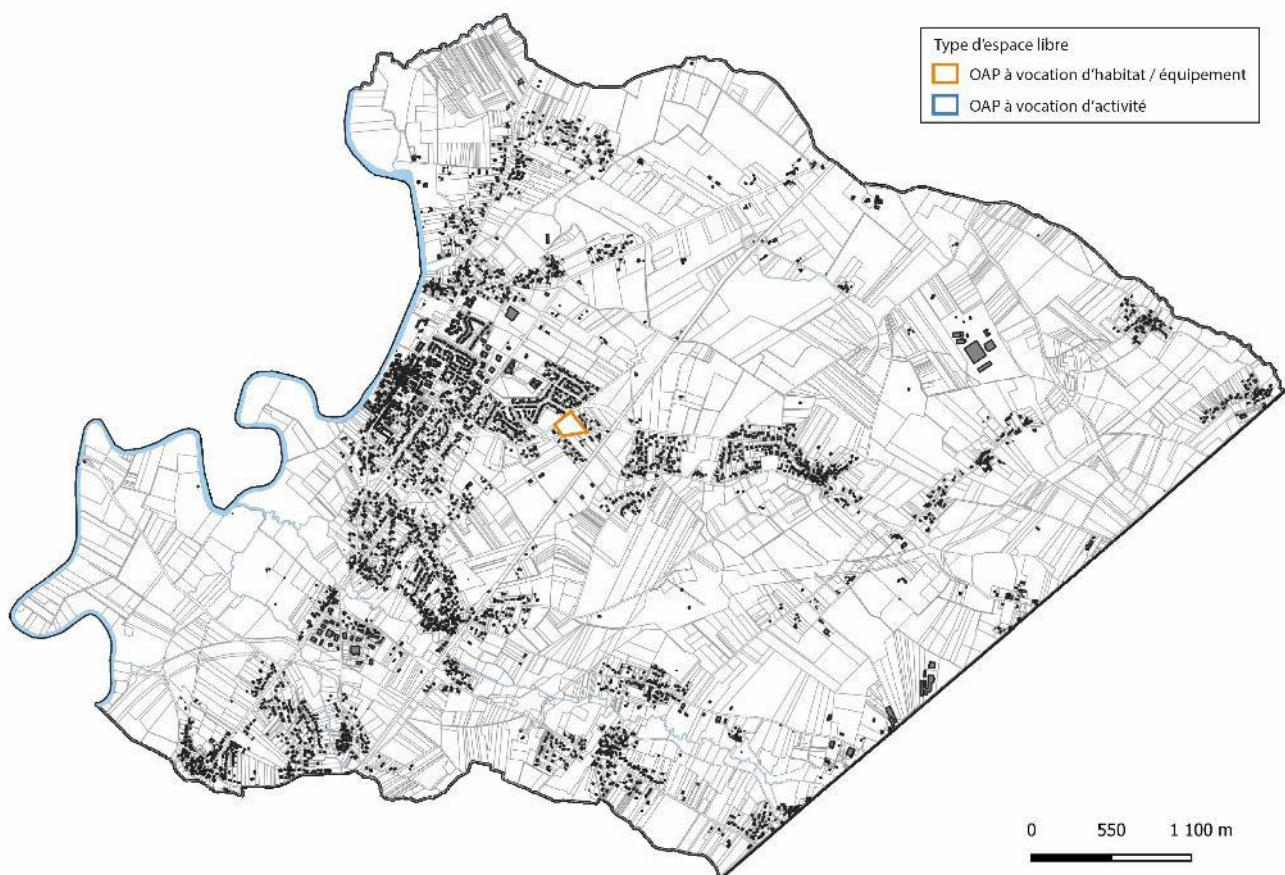 Type d'espace libre
OAP à vocation d'habitat / équipement
OAP à vocation d'activité
0 550 1 100 m